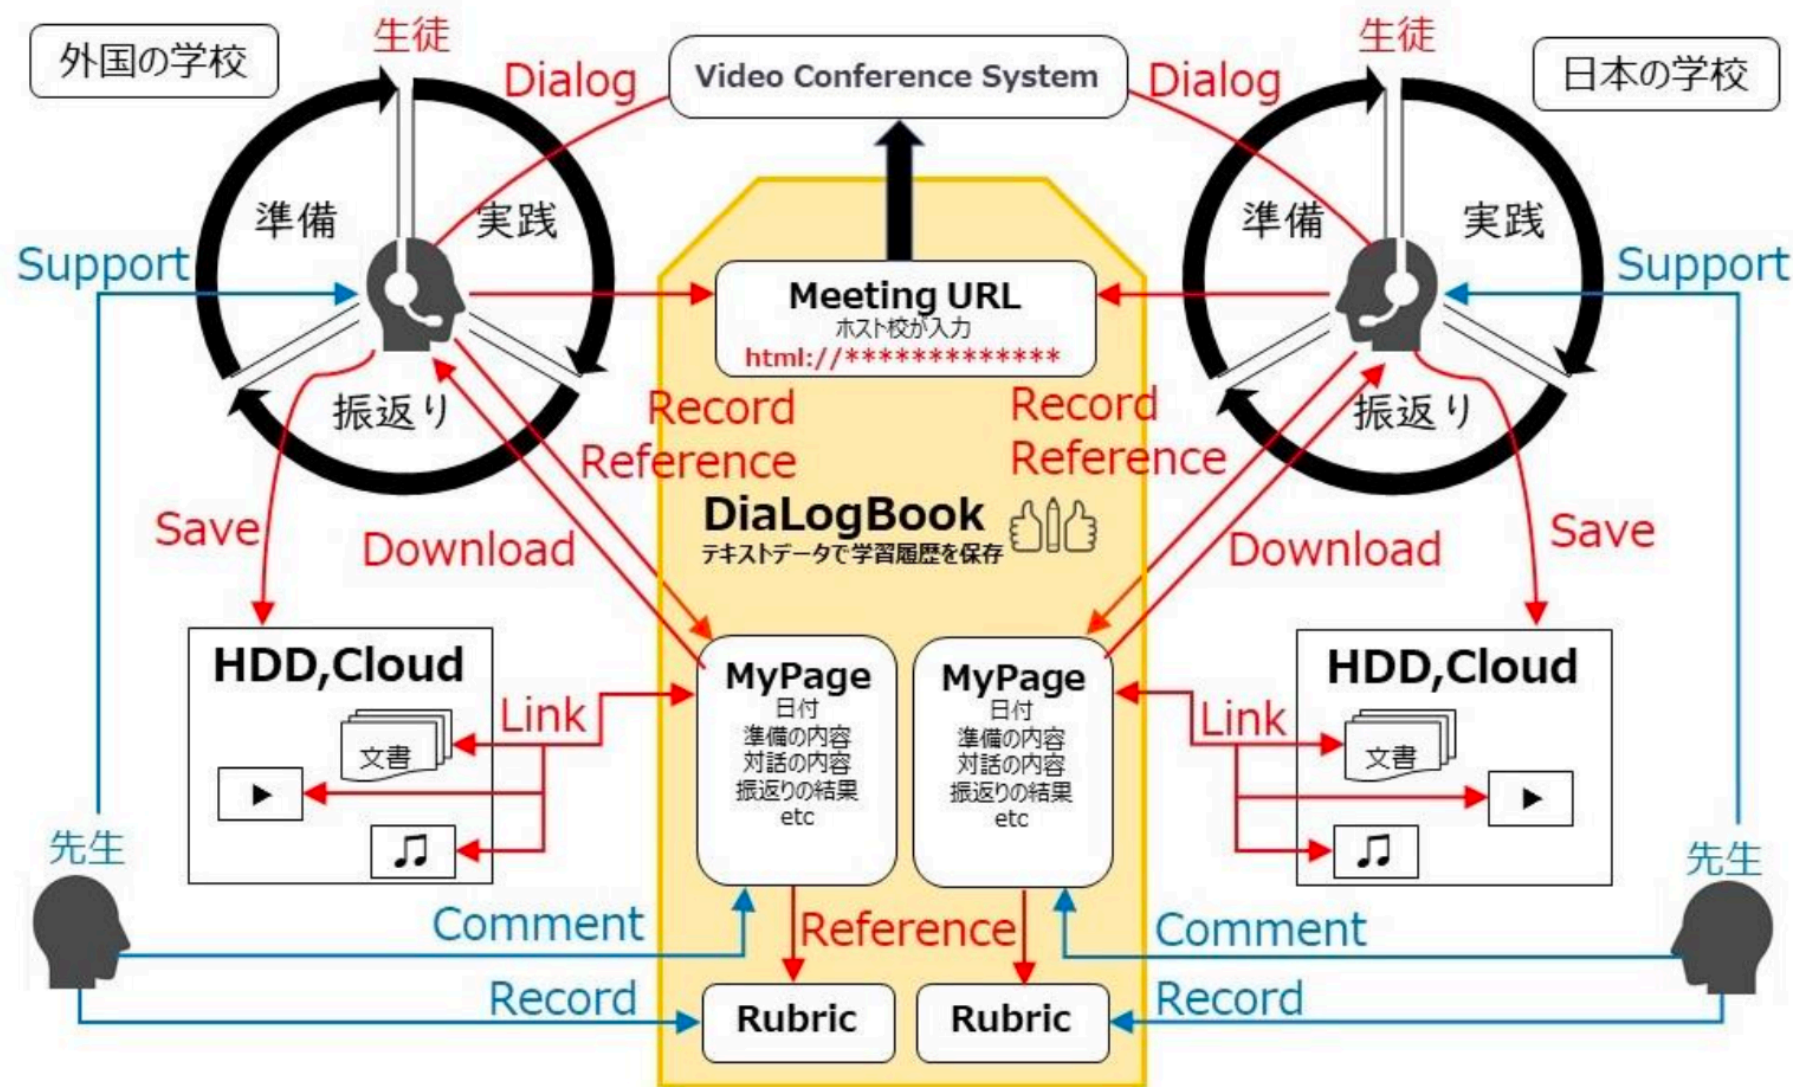 外国の学校
生徒
Dialog
Video Conference System
Dialog
生徒
日本の学校
準備
実践
振返り
Support
Meeting URL
ホスト校が入力
html://*************
準備
実践
振返り
Support
Record
Reference
Record
Reference
DiaLogBook
テキストデータで学習履歴を保存
Save
Download
Download
Save
HDD,Cloud
Link
文書
MyPage
日付
準備の内容
対話の内容
振返りの結果
etc
MyPage
日付
準備の内容
対話の内容
振返りの結果
etc
HDD,Cloud
Link
文書
先生
先生
Comment
Reference
Comment
Record
Rubric
Rubric
Record